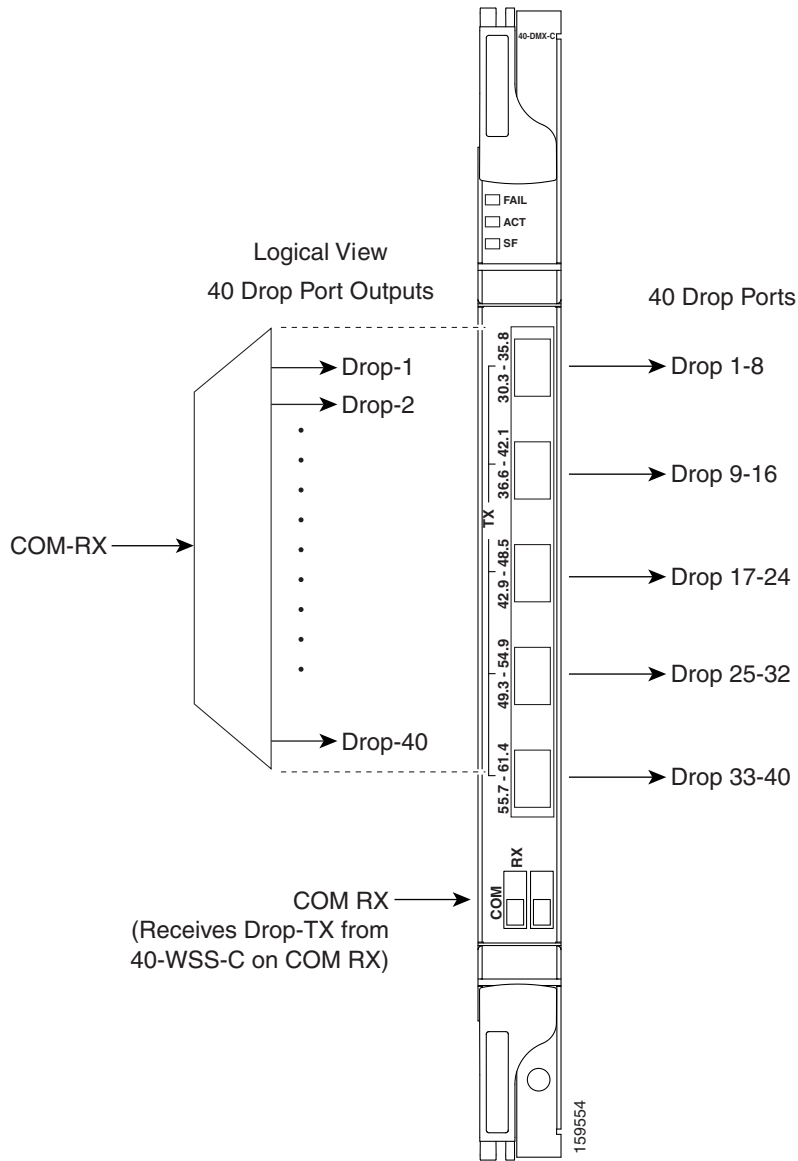 40-DMX-C
FAIL
ACT
SF
Logical View
40 Drop Port Outputs
40 Drop Ports
Drop-1
Drop-2
Drop-40
COM-RX
TX
30.3 - 35.8
36.6 - 42.1
42.9 - 48.5
49.3 - 54.9
55.7 - 61.4
Drop 1-8
Drop 9-16
Drop 17-24
Drop 25-32
Drop 33-40
COM RX
(Receives Drop-TX from
40-WSS-C on COM RX)
COM
RX
159554